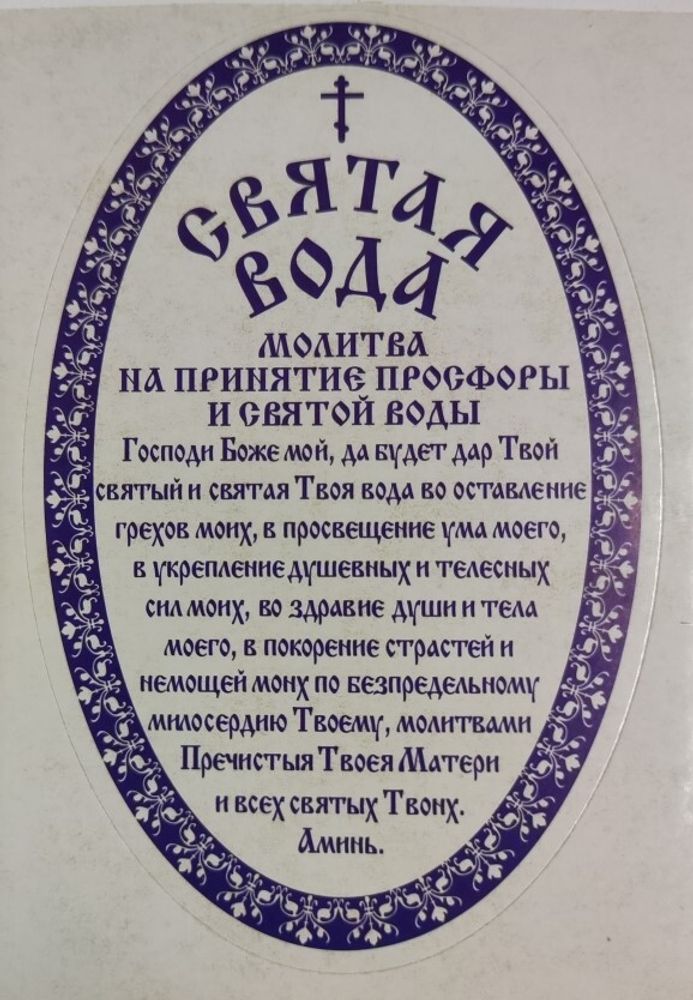 СВЯТАЯ
ВОДА
МОЛИТВА
НА ПРИНЯТИЕ ПРОСФОРЫ
И СВЯТОЙ ВОДЫ
Господи Боже мой, да будет дар Твой
святый и святая Твоя вода во оставление
грехов моих, в просвещение ума моего,
в укрепление душевных и телесных
сил моих, во здравие души и тела
моего, в покорение страстей и
немощей монх по безпредельному
милосердию Твоему, молитвами
Пречистыя Твоея Матери
и всех святых Твонх.
Аминь.